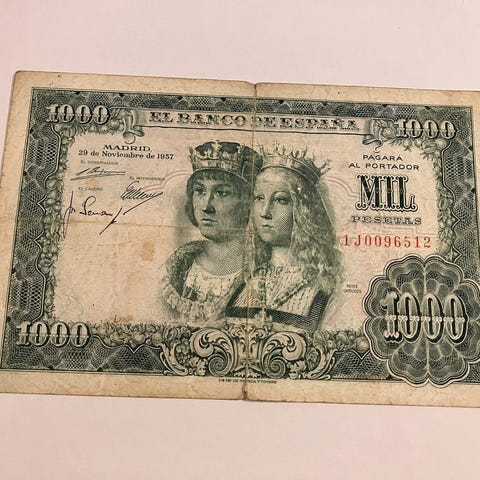 1000 EL BANCO DE ESPAÑA 1000
MADRID,
29 de Noviembre de 1957
EL GOBERNADOR
EL INTERVENTOR
EL CAJERO
PAGARÁ
AL PORTADOR
MIL
PESETAS
1J0096512
REYES
CATÓLICOS
1000
1000